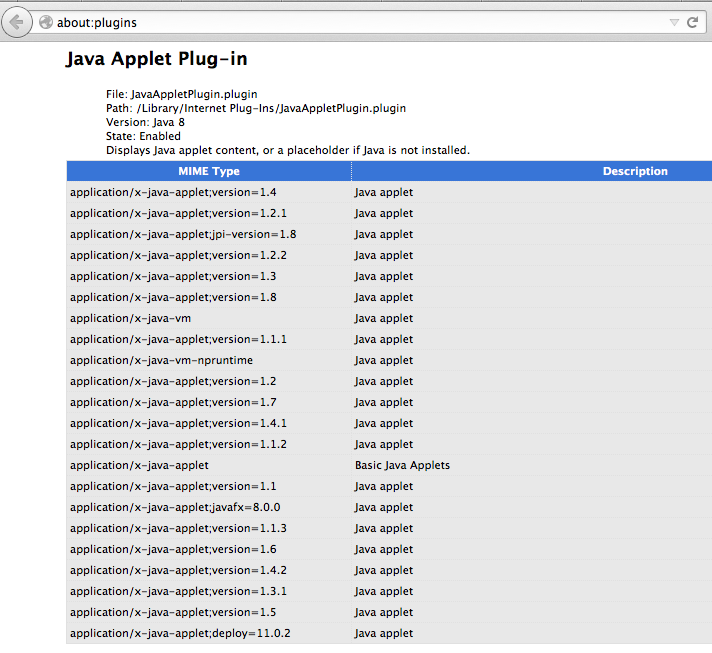 about:plugins
Java Applet Plug-in
File: JavaAppletPlugin.plugin
Path: /Library/Internet Plug-Ins/JavaAppletPlugin.plugin
Version: Java 8
State: Enabled
Displays Java applet content, or a placeholder if Java is not installed.
MIME Type Description
application/x-java-applet;version=1.4 Java applet
application/x-java-applet;version=1.2.1 Java applet
application/x-java-applet;jpi-version=1.8 Java applet
application/x-java-applet;version=1.2.2 Java applet
application/x-java-applet;version=1.3 Java applet
application/x-java-applet;version=1.8 Java applet
application/x-java-vm Java applet
application/x-java-applet;version=1.1.1 Java applet
application/x-java-vm-npruntime Java applet
application/x-java-applet;version=1.2 Java applet
application/x-java-applet;version=1.7 Java applet
application/x-java-applet;version=1.4.1 Java applet
application/x-java-applet;version=1.1.2 Java applet
application/x-java-applet Basic Java Applets
application/x-java-applet;version=1.1 Java applet
application/x-java-applet;javafx=8.0.0 Java applet
application/x-java-applet;version=1.1.3 Java applet
application/x-java-applet;version=1.6 Java applet
application/x-java-applet;version=1.4.2 Java applet
application/x-java-applet;version=1.3.1 Java applet
application/x-java-applet;version=1.5 Java applet
application/x-java-applet;deploy=11.0.2 Java applet